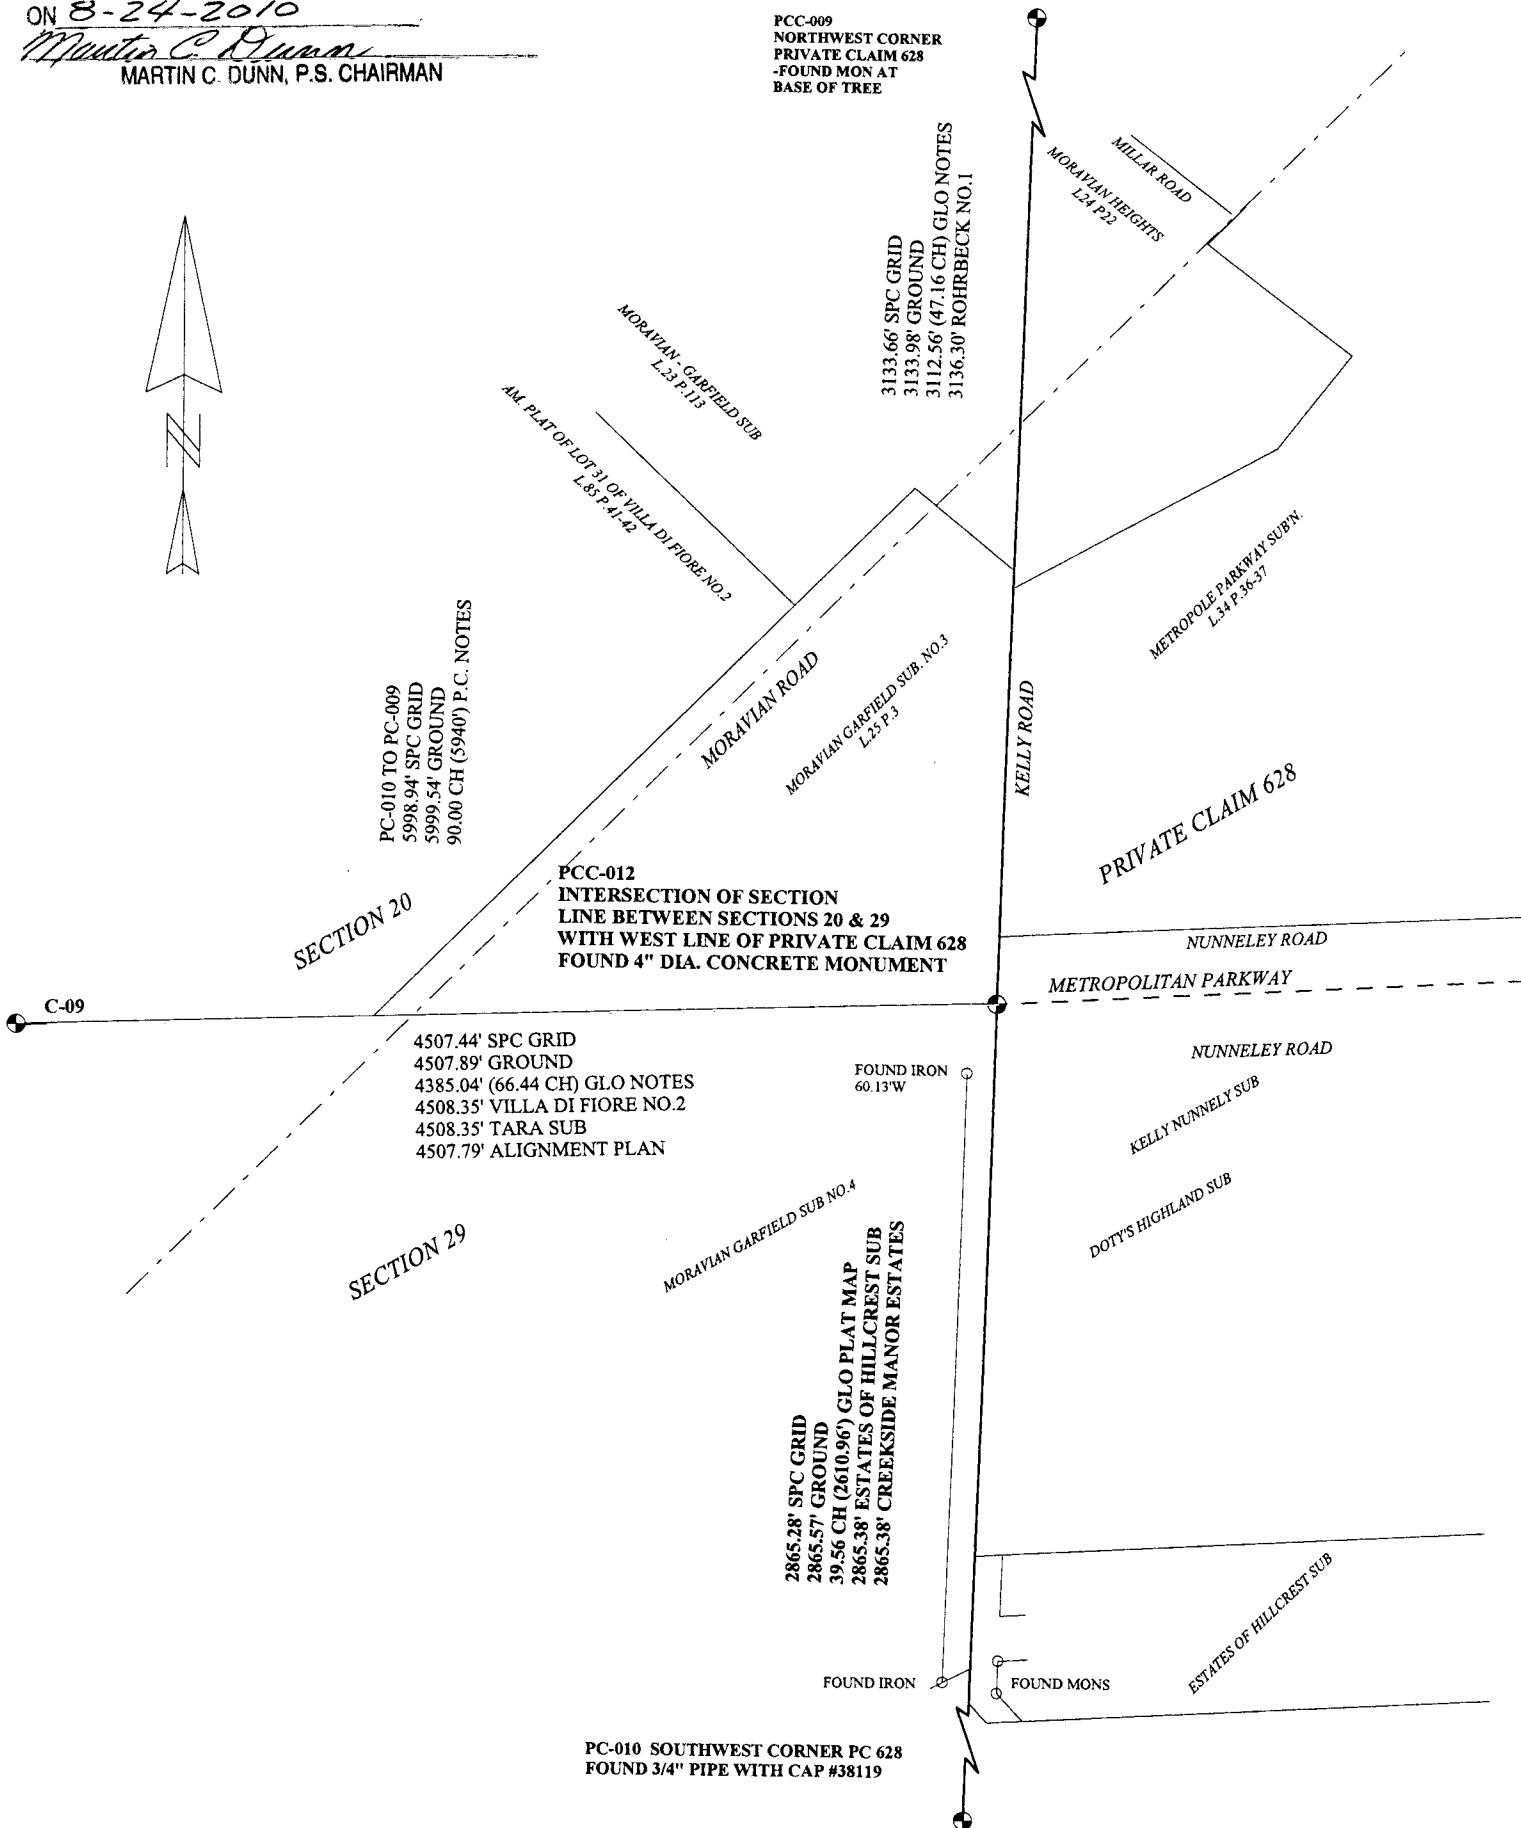 ON 8-24-2010
Martin C. Dunn
MARTIN C. DUNN, P.S. CHAIRMAN
PCC-009
NORTHWEST CORNER
PRIVATE CLAIM 628
-FOUND MON AT
BASE OF TREE
MILLAR ROAD
MORAVIAN HEIGHTS
L24 P22
3133.66' SPC GRID
3133.98' GROUND
3112.56' (47.16 CH) GLO NOTES
3136.30' ROHRBECK NO.1
N
MORAVIAN - GARFIELD SUB
L.23 P.113
AM. PLAT OF LOT 31 OF VILLA DI FIORE NO.2
L.85 P.41-42
METROPOLE PARKWAY SUB'N.
L.34 P.36-37
PC-010 TO PC-009
5998.94' SPC GRID
5999.54' GROUND
90.00 CH (5940') P.C. NOTES
MORAVIAN ROAD
MORAVIAN GARFIELD SUB. NO.3
L.25 P.3
KELLY ROAD
PRIVATE CLAIM 628
SECTION 20
PCC-012
INTERSECTION OF SECTION
LINE BETWEEN SECTIONS 20 & 29
WITH WEST LINE OF PRIVATE CLAIM 628
FOUND 4" DIA. CONCRETE MONUMENT
NUNNELEY ROAD
METROPOLITAN PARKWAY
C-09
4507.44' SPC GRID
4507.89' GROUND
4385.04' (66.44 CH) GLO NOTES
4508.35' VILLA DI FIORE NO.2
4508.35' TARA SUB
4507.79' ALIGNMENT PLAN
NUNNELEY ROAD
FOUND IRON
60.13'W
KELLY NUNNELY SUB
DOTY'S HIGHLAND SUB
SECTION 29
MORAVIAN GARFIELD SUB NO.4
2865.28' SPC GRID
2865.57' GROUND
39.56 CH (2610.96') GLO PLAT MAP
2865.38' ESTATES OF HILLCREST SUB
2865.38' CREEKSIDE MANOR ESTATES
ESTATES OF HILLCREST SUB
FOUND IRON
FOUND MONS
PC-010 SOUTHWEST CORNER PC 628
FOUND 3/4" PIPE WITH CAP #38119